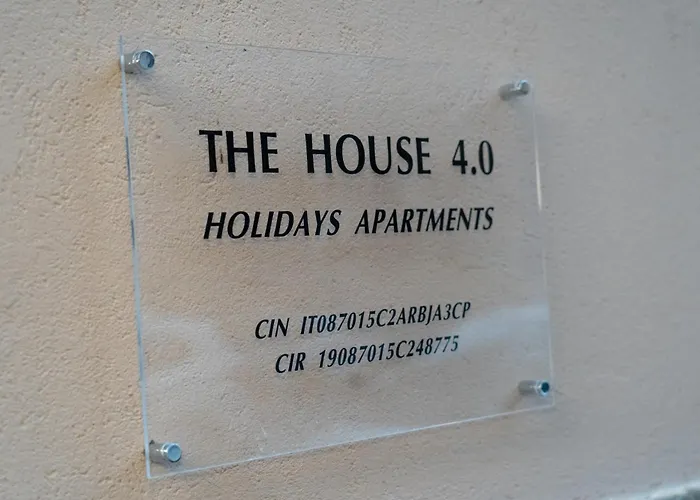 THE HOUSE 4.0
HOLIDAYS APARTMENTS
CIN IT087015C2ARBJA3CP
CIR 19087015C248775